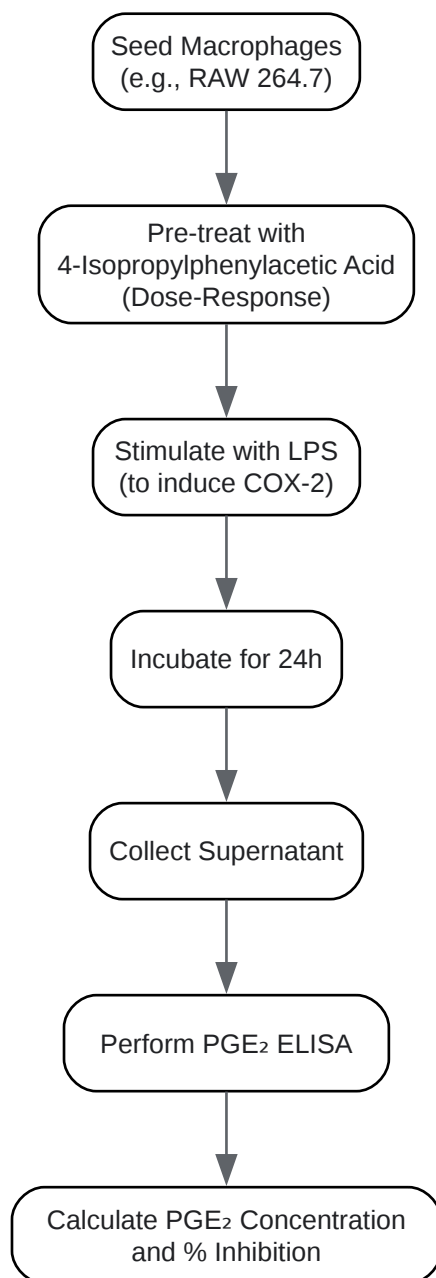 Seed Macrophages
(e.g., RAW 264.7)
Pre-treat with
4-Isopropylphenylacetic Acid
(Dose-Response)
Stimulate with LPS
(to induce COX-2)
Incubate for 24h
Collect Supernatant
Perform PGE₂ ELISA
Calculate PGE₂ Concentration
and % Inhibition